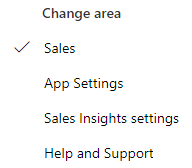 Change area
Sales
App Settings
Sales Insights settings
Help and Support